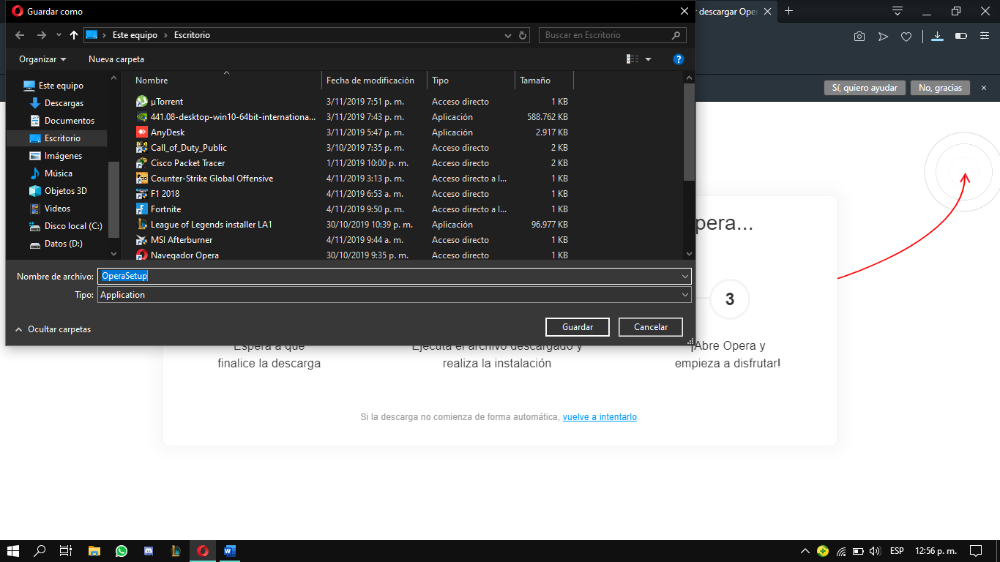 Guardar como
r descargar Ope
Este equipo › Escritorio
Buscar en Escritorio
Organizar
Nueva carpeta
Sí, quiero ayudar
No, gracias
Este equipo
Descargas
Documentos
Escritorio
Imágenes
Música
Objetos 3D
Videos
Disco local (C:)
Datos (D:)
Nombre Fecha de modificación Tipo Tamaño
µTorrent 3/11/2019 7:51 p. m. Acceso directo 1 KB
441.08-desktop-win10-64bit-internationa... 3/11/2019 7:43 p. m. Aplicación 588.762 KB
AnyDesk 3/11/2019 5:47 p. m. Aplicación 2.917 KB
Call_of_Duty_Public 3/10/2019 7:35 p. m. Acceso directo 2 KB
Cisco Packet Tracer 1/11/2019 10:00 p. m. Acceso directo 2 KB
Counter-Strike Global Offensive 4/11/2019 3:13 p. m. Acceso directo a I... 1 KB
F1 2018 4/11/2019 6:53 a. m. Acceso directo 1 KB
Fortnite 4/11/2019 9:50 p. m. Acceso directo a I... 1 KB
League of Legends installer LA1 30/10/2019 10:39 p. m. Aplicación 96.977 KB
MSI Afterburner 4/11/2019 9:44 a. m. Acceso directo 1 KB
Navegador Opera 30/10/2019 9:35 p. m. Acceso directo 1 KB
Nombre de archivo: OperaSetup
Tipo: Application
Ocultar carpetas
Guardar
Cancelar
pera...
3
Espera a que
finalice la descarga
Ejecuta el archivo descargado y
realiza la instalación
¡Abre Opera y
empieza a disfrutar!
Si la descarga no comienza de forma automática, vuelve a intentarlo.
ESP
12:56 p. m.